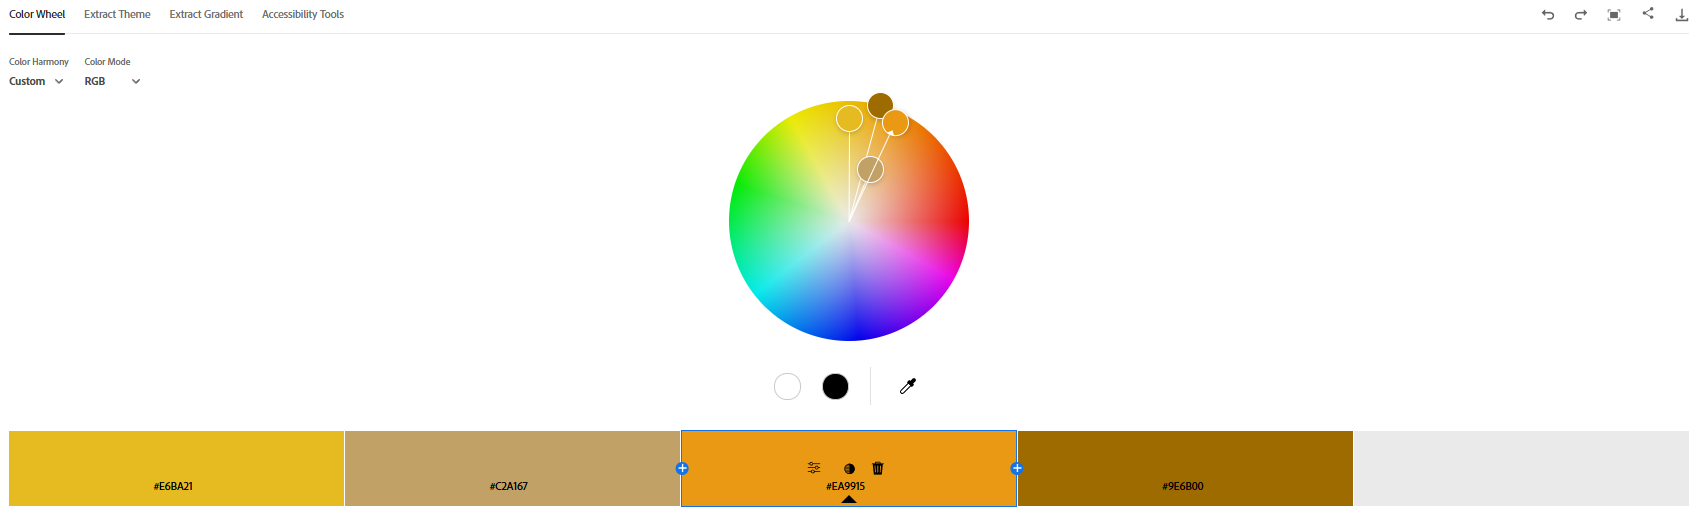 Color Wheel Extract Theme Extract Gradient Accessibility Tools
Color Harmony Color Mode
Custom RGB
#E6BA21 #C2A167 #EA9915 #9E6B00